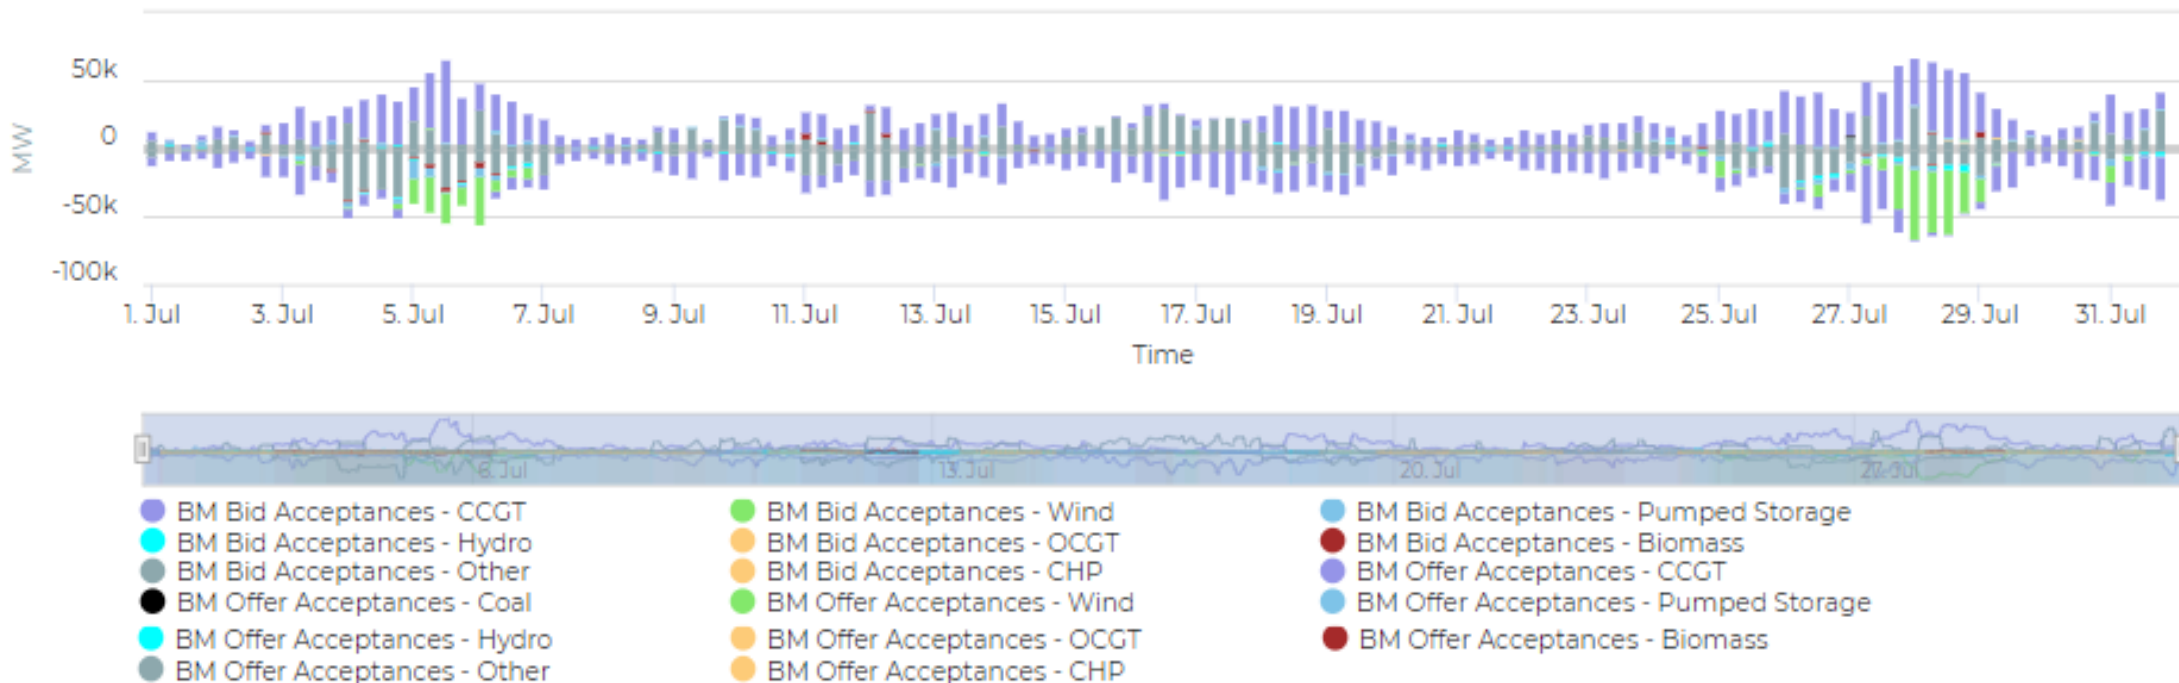 50k
0
-50k
-100k
MW
1. Jul 3. Jul 5. Jul 7. Jul 9. Jul 11. Jul 13. Jul 15. Jul 17. Jul 19. Jul 21. Jul 23. Jul 25. Jul 27. Jul 29. Jul 31. Jul
Time
6. Jul 13. Jul 20. Jul 27. Jul
BM Bid Acceptances - CCGT BM Bid Acceptances - Wind BM Bid Acceptances - Pumped Storage
BM Bid Acceptances - Hydro BM Bid Acceptances - OCGT BM Bid Acceptances - Biomass
BM Bid Acceptances - Other BM Bid Acceptances - CHP BM Offer Acceptances - CCGT
BM Offer Acceptances - Coal BM Offer Acceptances - Wind BM Offer Acceptances - Pumped Storage
BM Offer Acceptances - Hydro BM Offer Acceptances - OCGT BM Offer Acceptances - Biomass
BM Offer Acceptances - Other BM Offer Acceptances - CHP